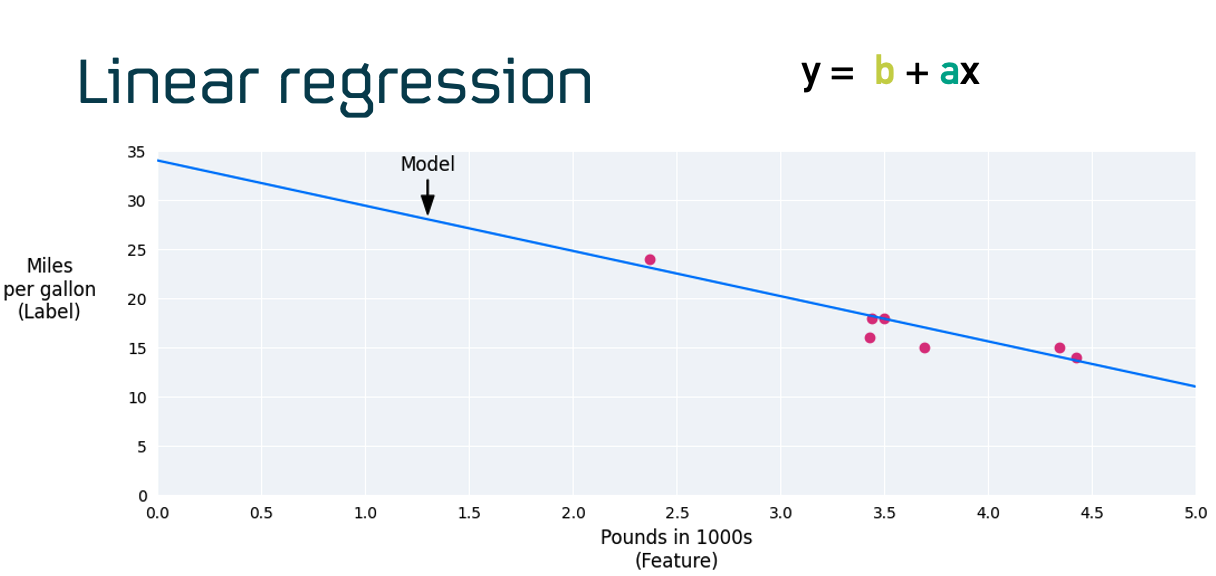 Linear regression
y = b + ax
Model
35
30
25
20
15
10
5
0
Miles
per gallon
(Label)
0.0 0.5 1.0 1.5 2.0 2.5 3.0 3.5 4.0 4.5 5.0
Pounds in 1000s
(Feature)